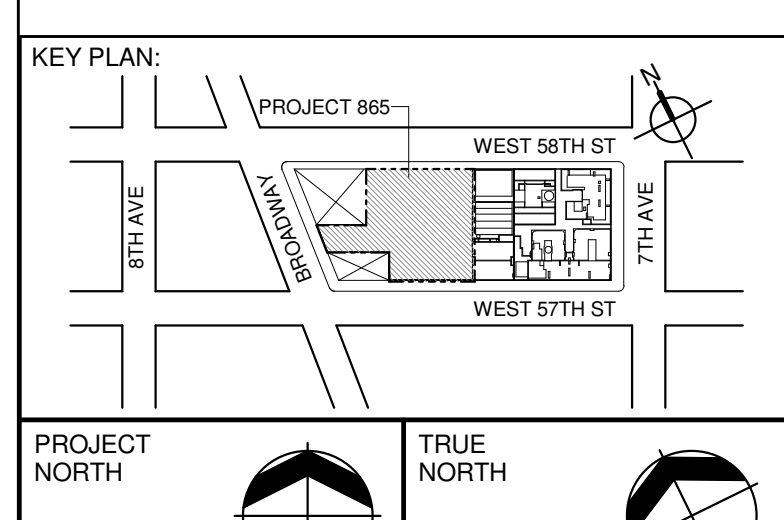 KEY PLAN:
N
PROJECT 865
WEST 58TH ST
8TH AVE
BROADWAY
7TH AVE
WEST 57TH ST
PROJECT
NORTH
TRUE
NORTH